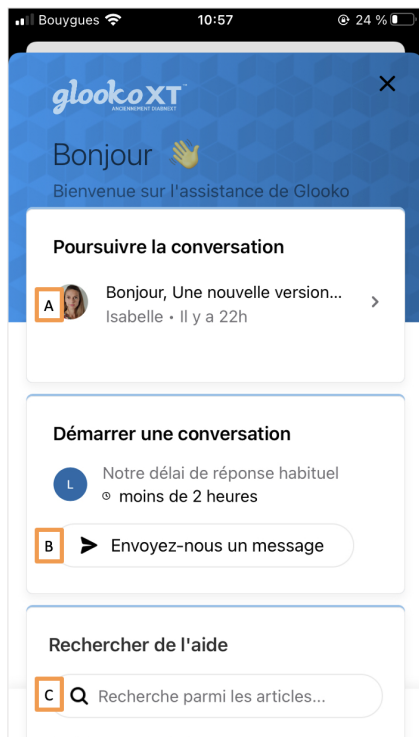 Bouygues 10:57 24 %
glooko XT™
ANCIENNEMENT DIABNEXT
Bonjour 👋
Bienvenue sur l'assistance de Glooko
Poursuivre la conversation
A Bonjour, Une nouvelle version...
Isabelle • Il y a 22h
Démarrer une conversation
L Notre délai de réponse habituel
moins de 2 heures
B Envoyez-nous un message
Rechercher de l'aide
C Recherche parmi les articles...